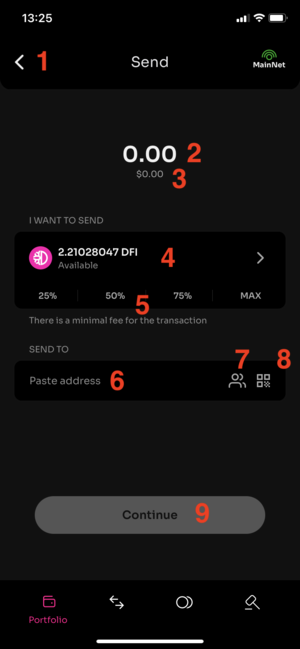 13:25
1 Send MainNet
0.00 2
$0.00 3
I WANT TO SEND
2.21028047 DFI
Available 4
25% 50% 75% MAX
5
There is a minimal fee for the transaction
SEND TO 7 8
Paste address 6
Continue 9
Portfolio